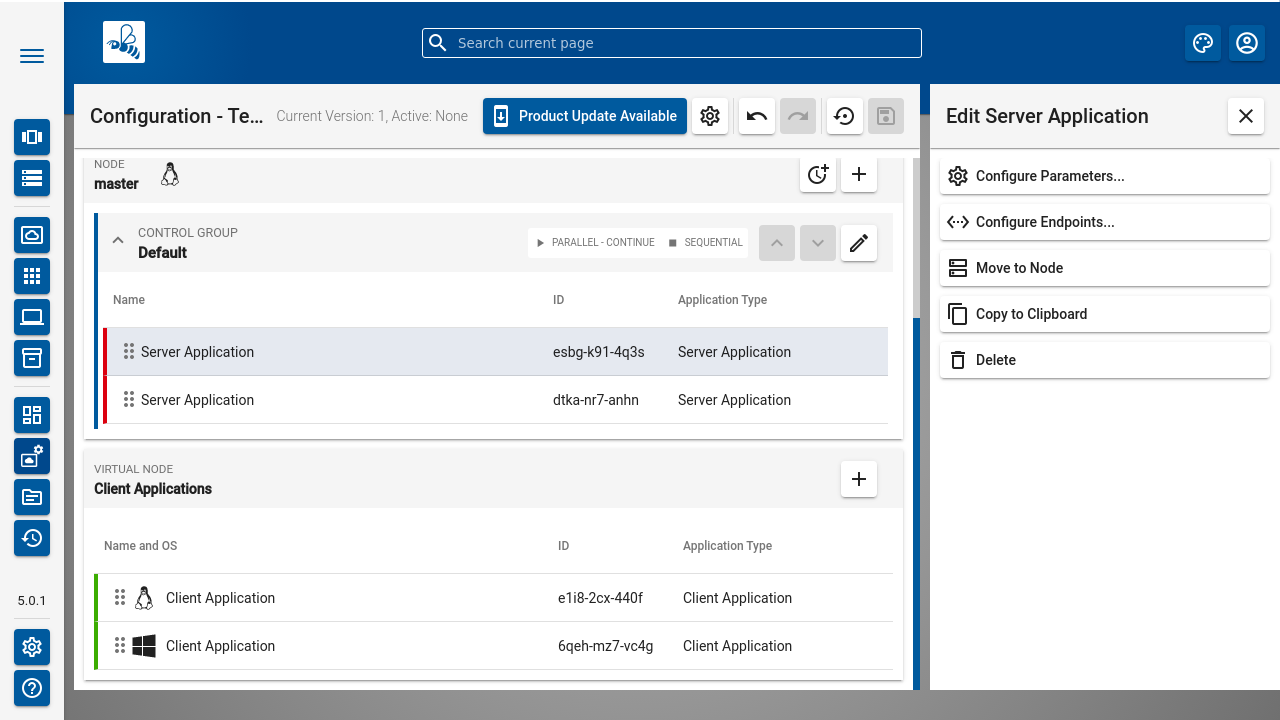 Search current page
Configuration - Te...
Current Version: 1, Active: None
Product Update Available
NODE
master
CONTROL GROUP
Default
PARALLEL - CONTINUE
SEQUENTIAL
Name ID Application Type
Server Application esbg-k91-4q3s Server Application
Server Application dtka-nr7-anhn Server Application
VIRTUAL NODE
Client Applications
Name and OS ID Application Type
Client Application e1i8-2cx-440f Client Application
Client Application 6qeh-mz7-vc4g Client Application
5.0.1
Edit Server Application
Configure Parameters...
Configure Endpoints...
Move to Node
Copy to Clipboard
Delete